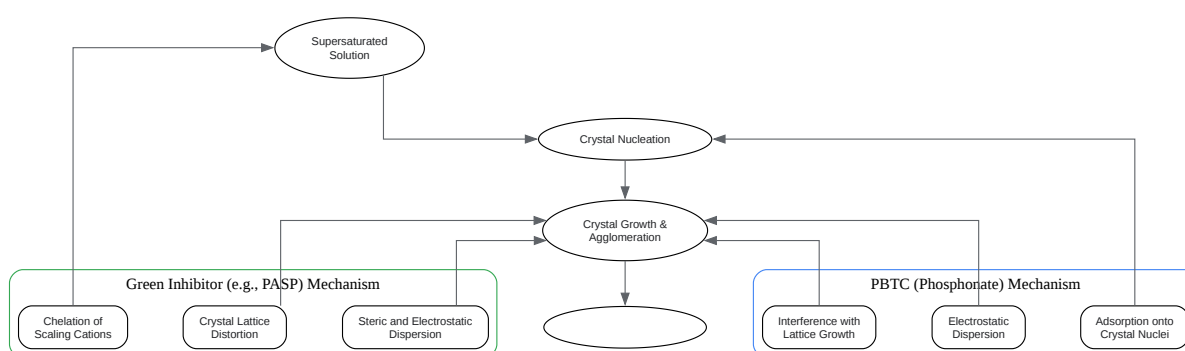 Supersaturated
Solution
Crystal Nucleation
Crystal Growth &
Agglomeration
Green Inhibitor (e.g., PASP) Mechanism
PBTC (Phosphonate) Mechanism
Chelation of
Scaling Cations
Crystal Lattice
Distortion
Steric and Electrostatic
Dispersion
Interference with
Lattice Growth
Electrostatic
Dispersion
Adsorption onto
Crystal Nuclei